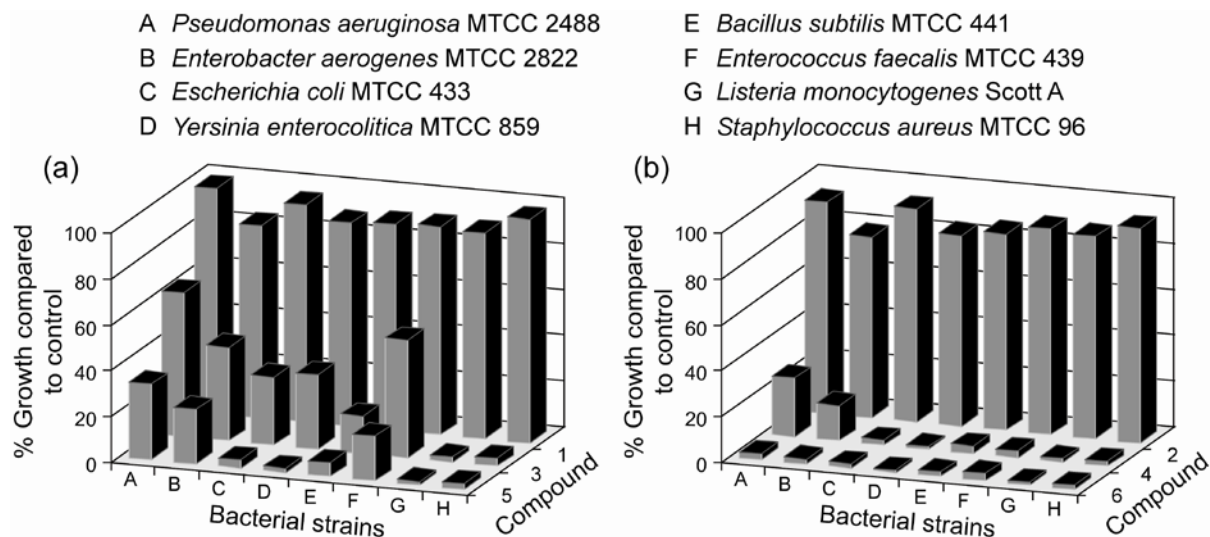 A Pseudomonas aeruginosa MTCC 2488
B Enterobacter aerogenes MTCC 2822
C Escherichia coli MTCC 433
D Yersinia enterocolitica MTCC 859
E Bacillus subtilis MTCC 441
F Enterococcus faecalis MTCC 439
G Listeria monocytogenes Scott A
H Staphylococcus aureus MTCC 96
(a)
% Growth compared
to control
100
80
60
40
20
0
A B C D E F G H
Bacterial strains
5 3 1
Compound
(b)
% Growth compared
to control
100
80
60
40
20
0
A B C D E F G H
Bacterial strains
6 4 2
Compound